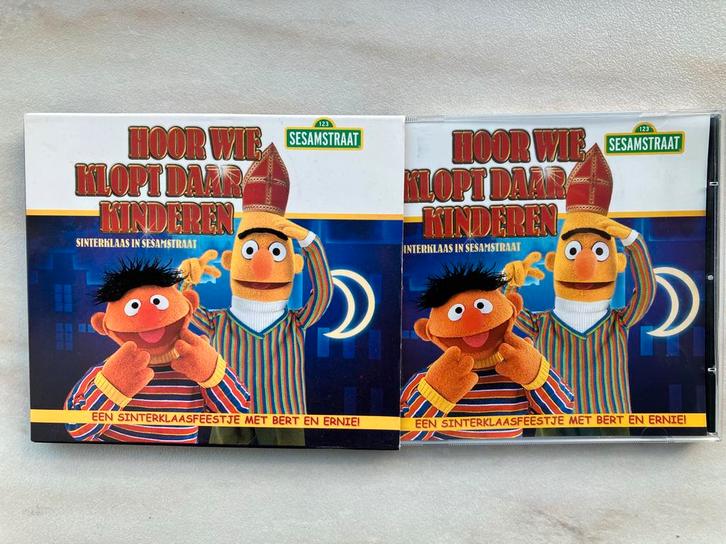 HOOR WIE
KLOPT DAAR
KINDEREN
SINTERKLAAS IN SESAMSTRAAT
123
SESAMSTRAAT
EEN SINTERKLAASFEESTJE MET BERT EN ERNIE!
HOOR WIE
KLOPT DAAR
KINDEREN
INTERKLAAS IN SESAMSTRAAT
123
SESAMSTRAAT
EEN SINTERKLAASFEESTJE MET BERT EN ERNIE!